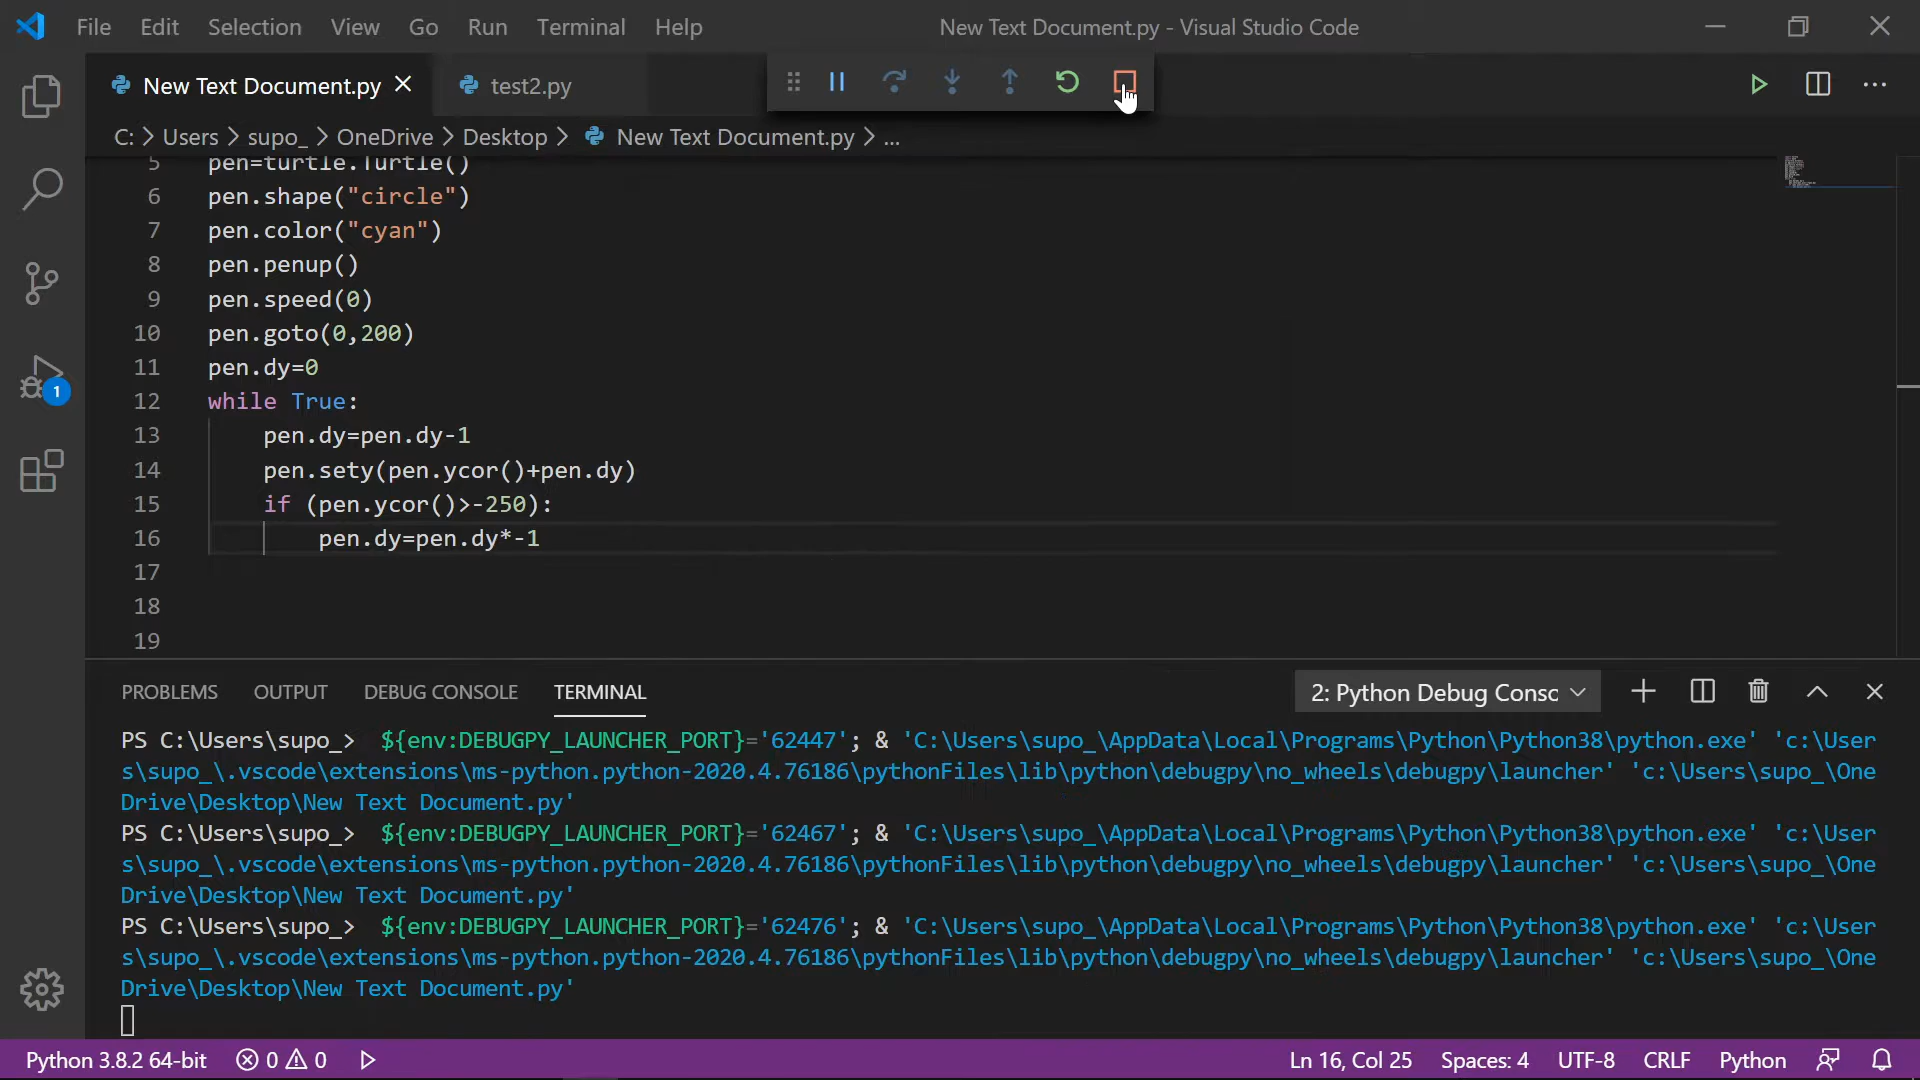 File Edit Selection View Go Run Terminal Help New Text Document.py - Visual Studio Code
New Text Document.py test2.py
C: > Users > supo_ > OneDrive > Desktop > New Text Document.py > ...
5 pen=turtle.Turtle()
6 pen.shape("circle")
7 pen.color("cyan")
8 pen.penup()
9 pen.speed(0)
10 pen.goto(0,200)
11 pen.dy=0
12 while True:
13 pen.dy=pen.dy-1
14 pen.sety(pen.ycor()+pen.dy)
15 if (pen.ycor()>-250):
16 pen.dy=pen.dy*-1
17
18
19
1
PROBLEMS OUTPUT DEBUG CONSOLE TERMINAL 2: Python Debug Consc
PS C:\Users\supo_> ${env:DEBUGPY_LAUNCHER_PORT}='62447'; & 'C:\Users\supo_\AppData\Local\Programs\Python\Python38\python.exe' 'c:\User
s\supo_\.vscode\extensions\ms-python.python-2020.4.76186\pythonFiles\lib\python\debugpy\no_wheels\debugpy\launcher' 'c:\Users\supo_\One
Drive\Desktop\New Text Document.py'
PS C:\Users\supo_> ${env:DEBUGPY_LAUNCHER_PORT}='62467'; & 'C:\Users\supo_\AppData\Local\Programs\Python\Python38\python.exe' 'c:\User
s\supo_\.vscode\extensions\ms-python.python-2020.4.76186\pythonFiles\lib\python\debugpy\no_wheels\debugpy\launcher' 'c:\Users\supo_\One
Drive\Desktop\New Text Document.py'
PS C:\Users\supo_> ${env:DEBUGPY_LAUNCHER_PORT}='62476'; & 'C:\Users\supo_\AppData\Local\Programs\Python\Python38\python.exe' 'c:\User
s\supo_\.vscode\extensions\ms-python.python-2020.4.76186\pythonFiles\lib\python\debugpy\no_wheels\debugpy\launcher' 'c:\Users\supo_\One
Drive\Desktop\New Text Document.py'
Python 3.8.2 64-bit 0 0 Ln 16, Col 25 Spaces: 4 UTF-8 CRLF Python